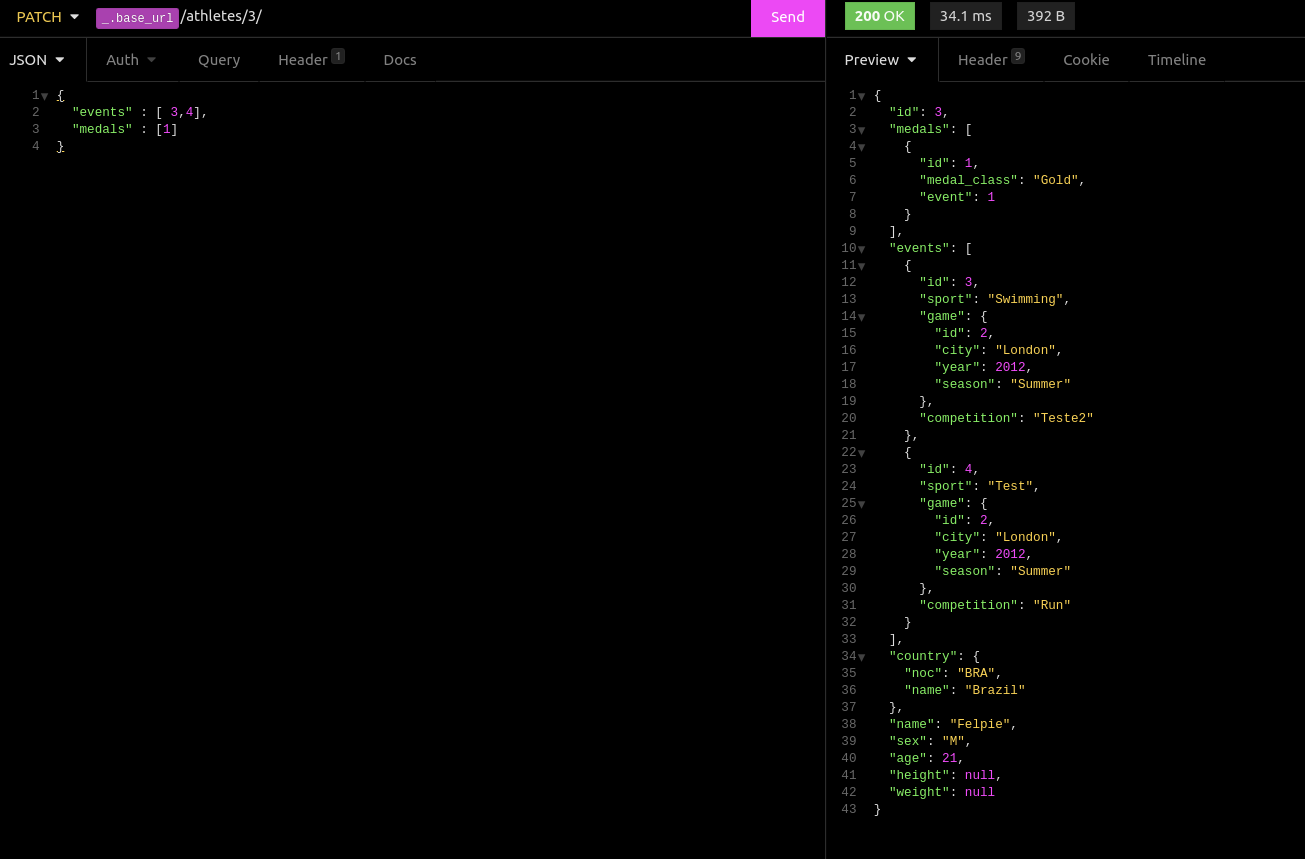 PATCH _.base_url /athletes/3/ Send
JSON Auth Query Header 1 Docs
1 {
2 "events" : [ 3,4],
3 "medals" : [1]
4 }
200 OK 34.1 ms 392 B
Preview Header 9 Cookie Timeline
1 {
2 "id": 3,
3 "medals": [
4 {
5 "id": 1,
6 "medal_class": "Gold",
7 "event": 1
8 }
9 ],
10 "events": [
11 {
12 "id": 3,
13 "sport": "Swimming",
14 "game": {
15 "id": 2,
16 "city": "London",
17 "year": 2012,
18 "season": "Summer"
19 },
20 "competition": "Teste2"
21 },
22 {
23 "id": 4,
24 "sport": "Test",
25 "game": {
26 "id": 2,
27 "city": "London",
28 "year": 2012,
29 "season": "Summer"
30 },
31 "competition": "Run"
32 }
33 ],
34 "country": {
35 "noc": "BRA",
36 "name": "Brazil"
37 },
38 "name": "Felpie",
39 "sex": "M",
40 "age": 21,
41 "height": null,
42 "weight": null
43 }